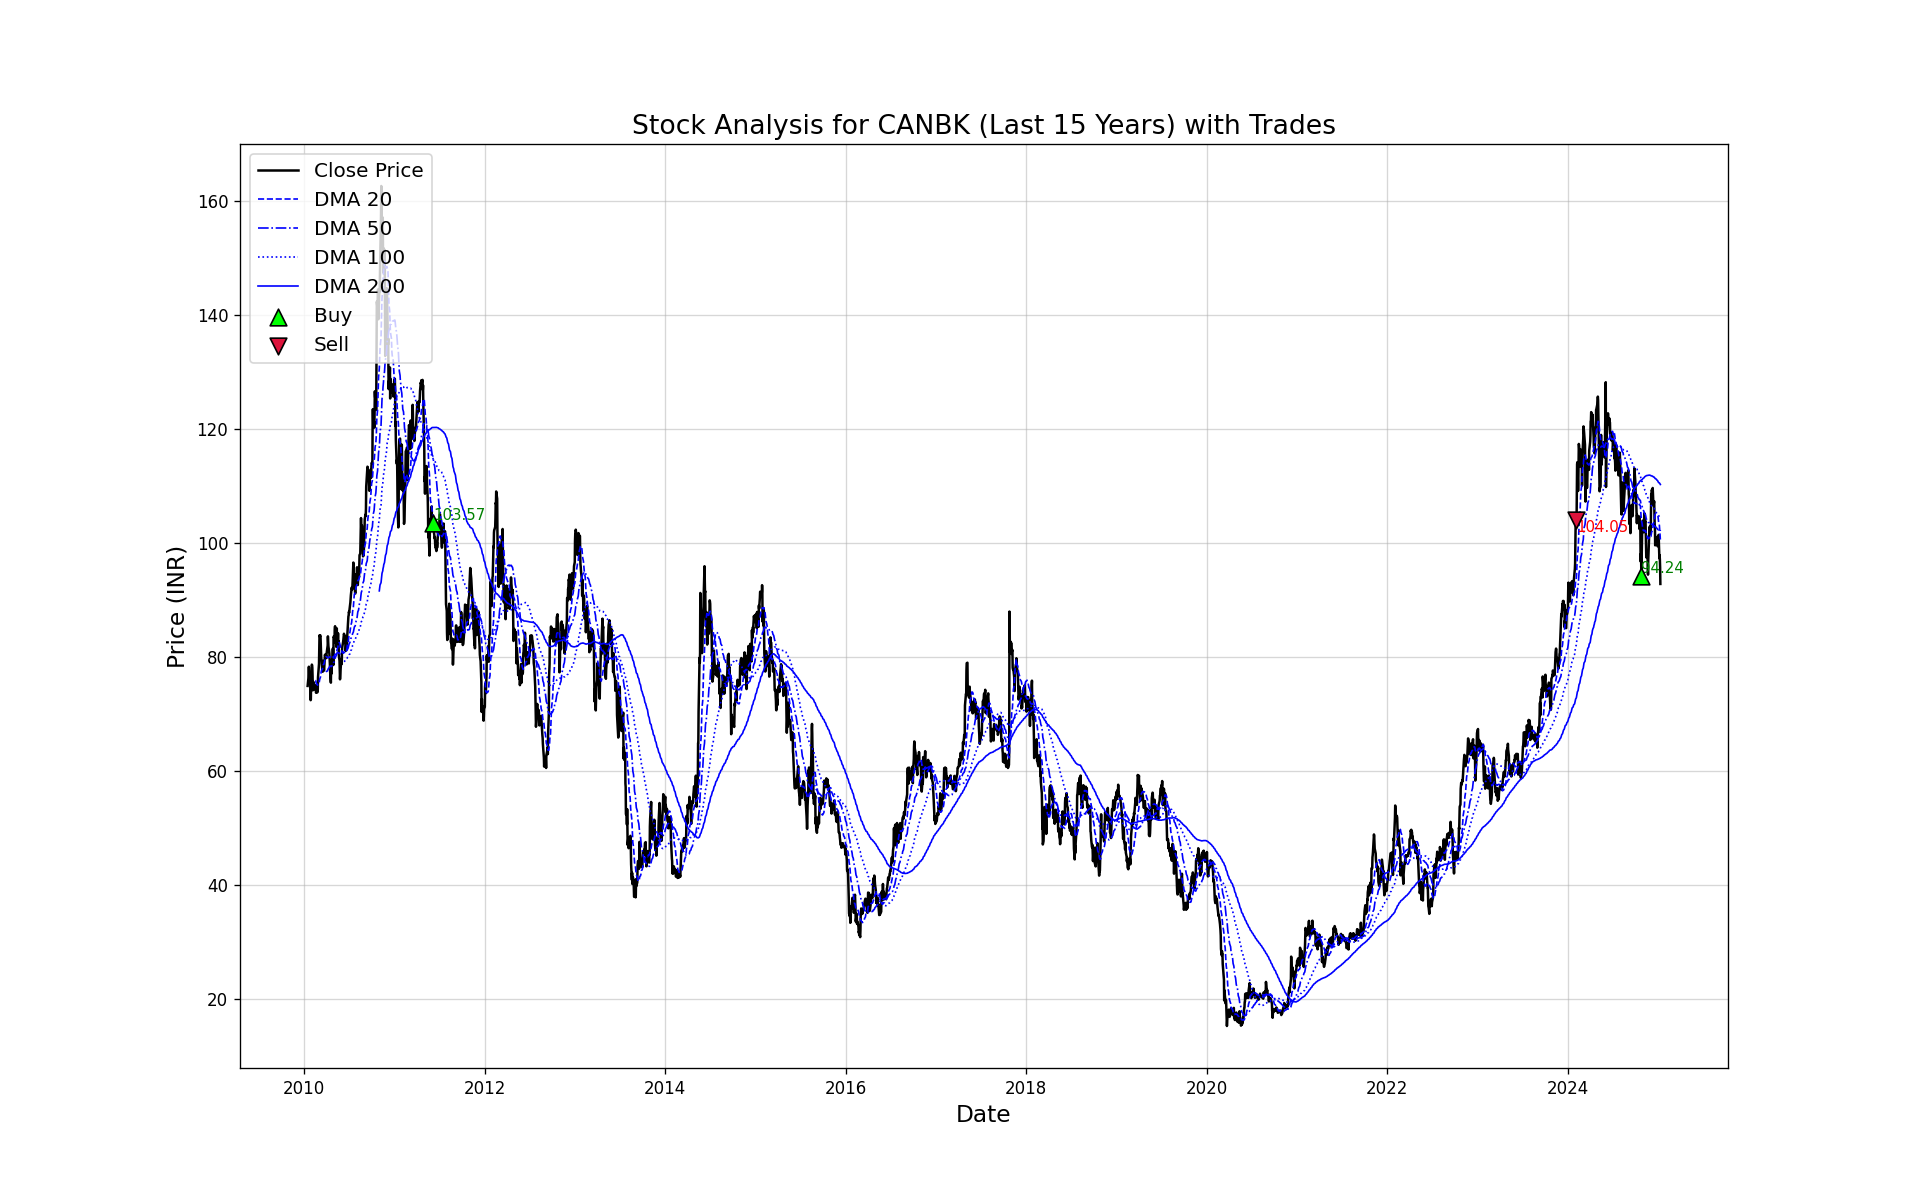 Stock Analysis for CANBK (Last 15 Years) with Trades
Close Price
DMA 20
DMA 50
DMA 100
DMA 200
Buy
Sell
160
140
120
100
80
60
40
20
Price (INR)
103.57
104.05
94.24
2010
2012
2014
2016
2018
2020
2022
2024
Date